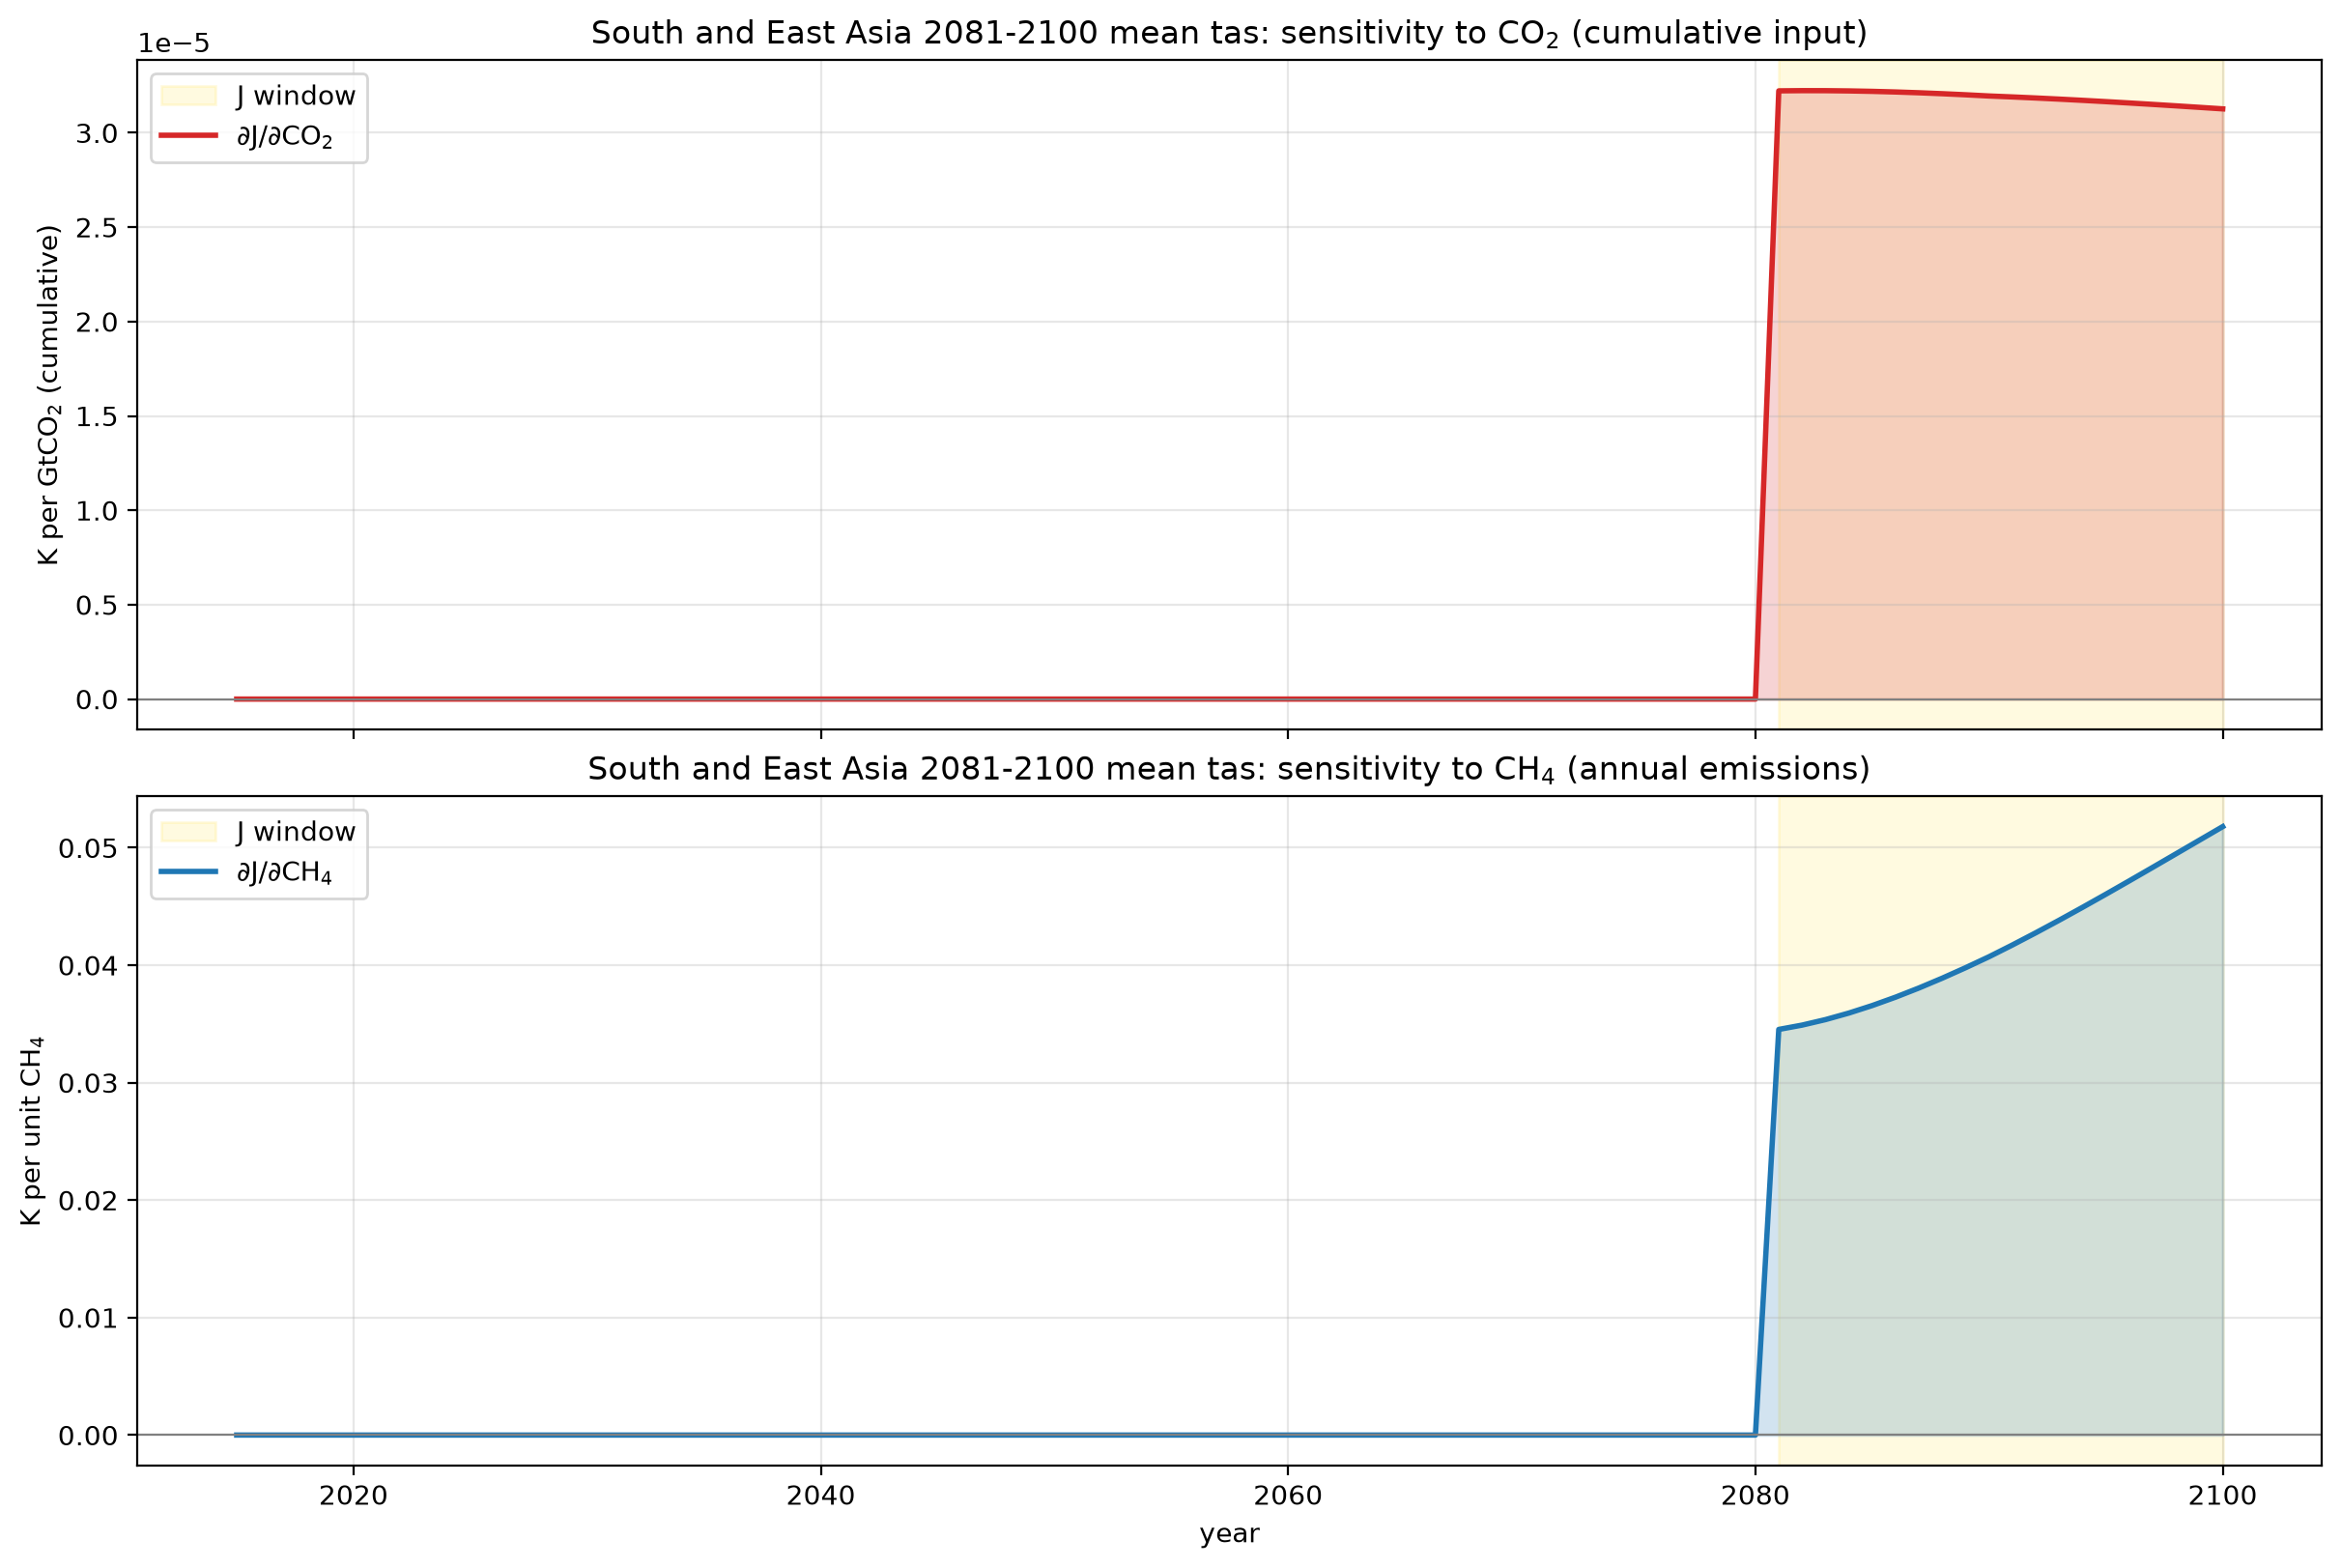 South and East Asia 2081-2100 mean tas: sensitivity to CO₂ (cumulative input)
1e−5
J window
∂J/∂CO₂
K per GtCO₂ (cumulative)
3.0
2.5
2.0
1.5
1.0
0.5
0.0
South and East Asia 2081-2100 mean tas: sensitivity to CH₄ (annual emissions)
J window
∂J/∂CH₄
K per unit CH₄
0.05
0.04
0.03
0.02
0.01
0.00
2020 2040 2060 2080 2100
year